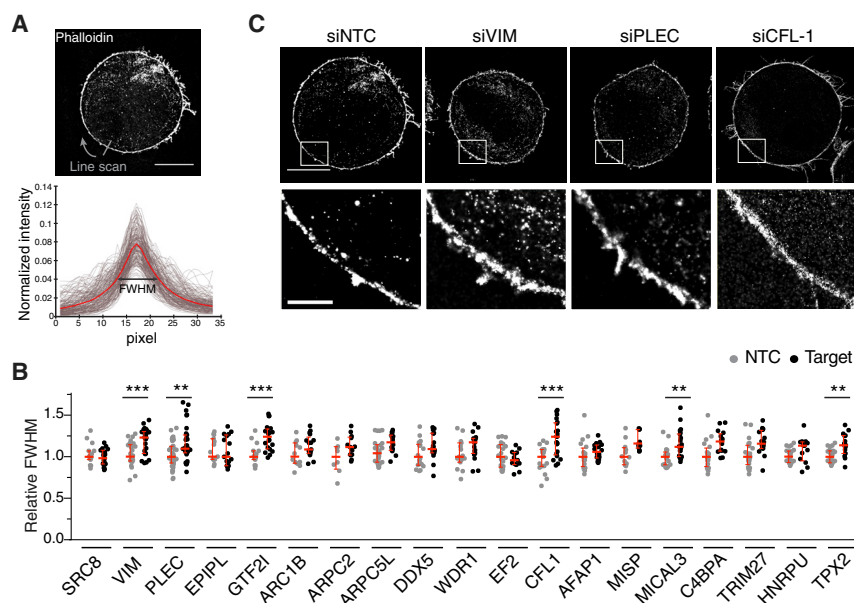 A
Phalloidin
Line scan
Normalized intensity
0.14
0.12
0.1
0.08
0.06
0.04
0.02
0
FWHM
0 5 10 15 20 25 30 35
pixel
C
siNTC siVIM siPLEC siCFL-1
NTC Target
B
Relative FWHM
1.5
1.0
0.5
0.0
*** ** *** *** ** **
SRC8
VIM
PLEC
EPIPL
GTF2I
ARC1B
ARPC2
ARPC5L
DDX5
WDR1
EF2
CFL1
AFAP1
MISP
MICAL3
C4BPA
TRIM27
HNRPU
TPX2